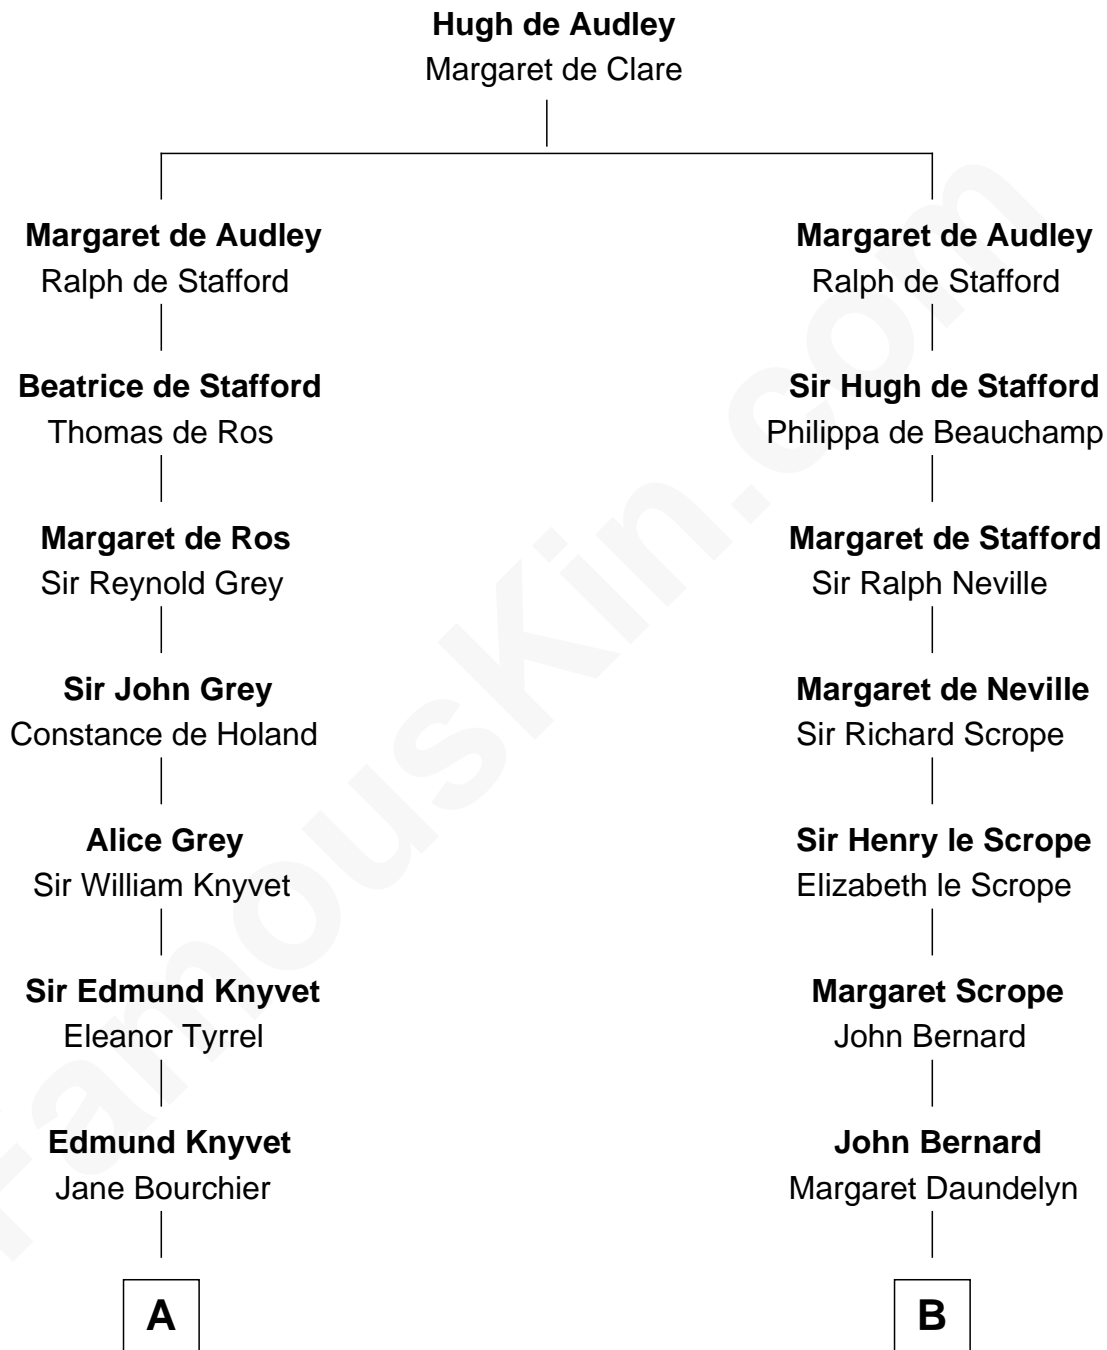 Hugh de Audley
Margaret de Clare
Margaret de Audley
Ralph de Stafford
Margaret de Audley
Ralph de Stafford
Beatrice de Stafford
Thomas de Ros
Sir Hugh de Stafford
Philippa de Beauchamp
Margaret de Ros
Sir Reynold Grey
Margaret de Stafford
Sir Ralph Neville
Sir John Grey
Constance de Holand
Margaret de Neville
Sir Richard Scrope
Alice Grey
Sir William Knyvet
Sir Henry le Scrope
Elizabeth le Scrope
Sir Edmund Knyvet
Eleanor Tyrrel
Margaret Scrope
John Bernard
Edmund Knyvet
Jane Bourchier
John Bernard
Margaret Daundelyn
A
B
FamousKin.com